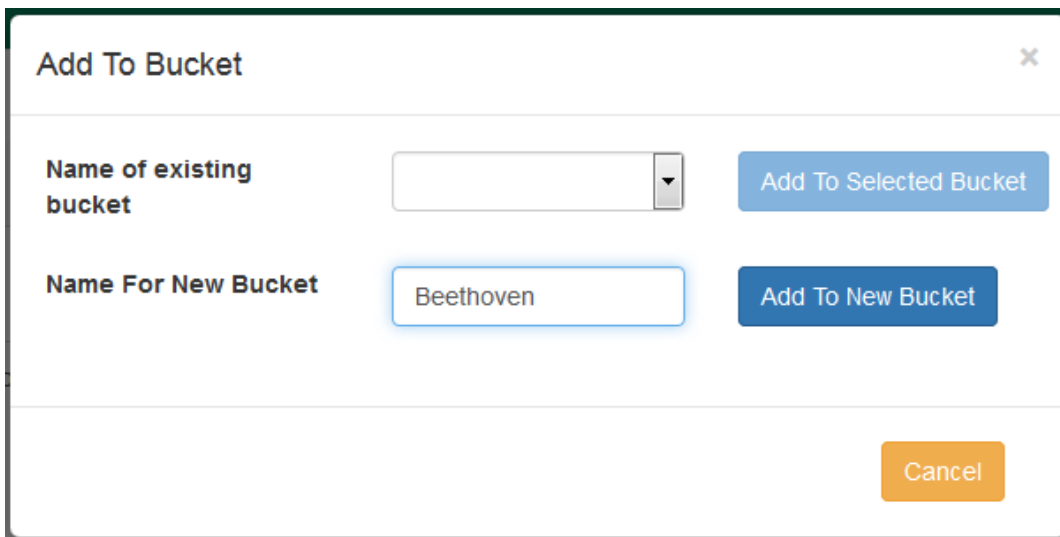 Add To Bucket
×
Name of existing
bucket
Add To Selected Bucket
Name For New Bucket
Beethoven
Add To New Bucket
Cancel